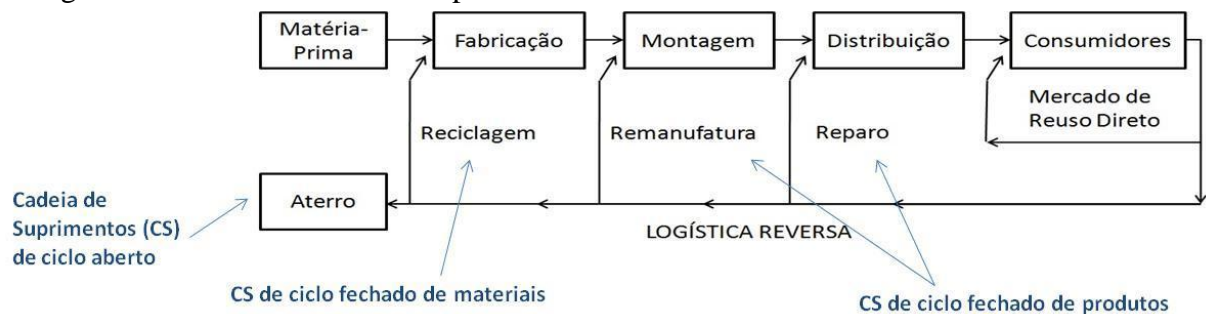 Matéria-
Prima
Fabricação
Montagem
Distribuição
Consumidores
Mercado de
Reuso Direto
Reciclagem
Remanufatura
Reparo
Cadeia de
Suprimentos (CS)
de ciclo aberto
Aterro
LOGÍSTICA REVERSA
CS de ciclo fechado de materiais
CS de ciclo fechado de produtos